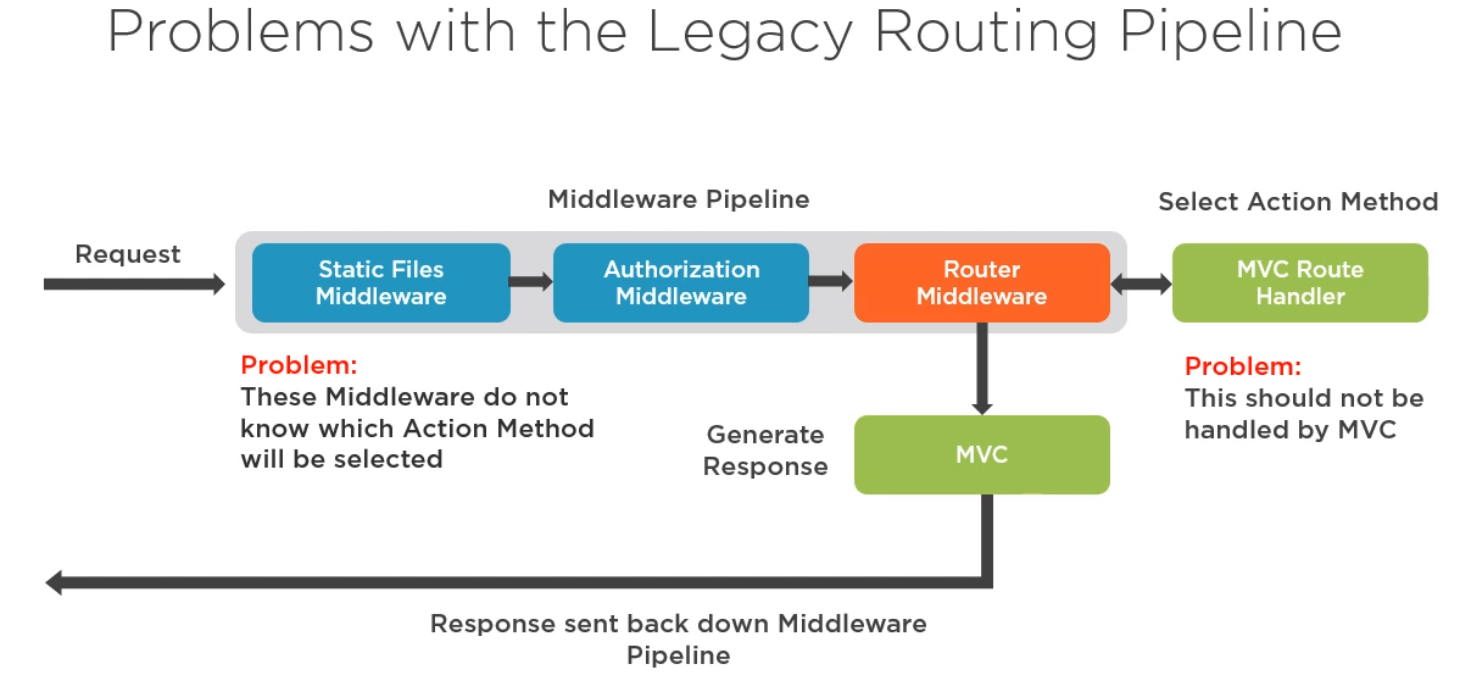 Problems with the Legacy Routing Pipeline
Middleware Pipeline
Select Action Method
Request
Static Files
Middleware
Authorization
Middleware
Router
Middleware
MVC Route
Handler
Problem:
These Middleware do not
know which Action Method
will be selected
Problem:
This should not be
handled by MVC
Generate
Response
MVC
Response sent back down Middleware
Pipeline